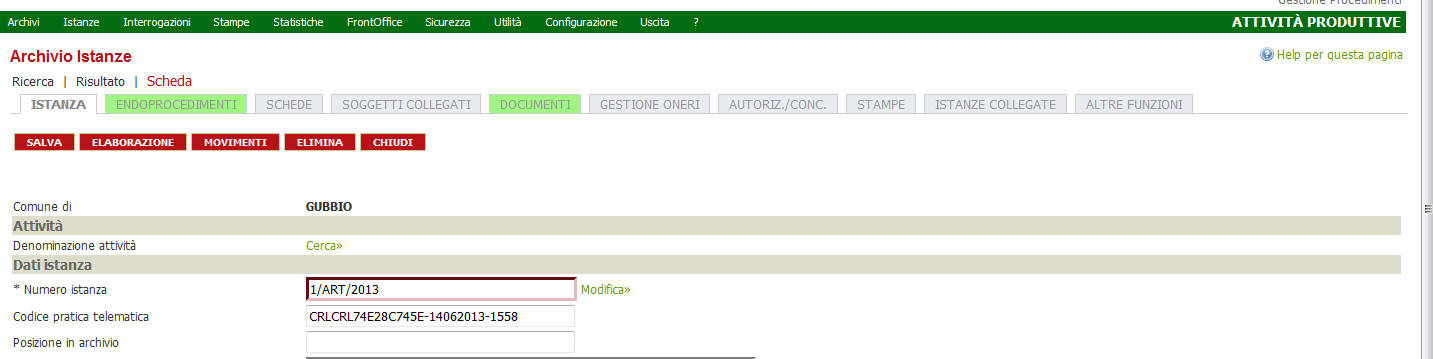 Gestione Procedimenti
Archivi Istanze Interrogazioni Stampe Statistiche FrontOffice Sicurezza Utilità Configurazione Uscita ? ATTIVITÀ PRODUTTIVE
Archivio Istanze Help per questa pagina
Ricerca | Risultato | Scheda
ISTANZA ENDOPROCEDIMENTI SCHEDE SOGGETTI COLLEGATI DOCUMENTI GESTIONE ONERI AUTORIZ./CONC. STAMPE ISTANZE COLLEGATE ALTRE FUNZIONI
SALVA ELABORAZIONE MOVIMENTI ELIMINA CHIUDI
Comune di GUBBIO
Attività
Denominazione attività Cerca»
Dati istanza
* Numero istanza 1/ART/2013 Modifica»
Codice pratica telematica CRLCRL74E28C745E-14062013-1558
Posizione in archivio